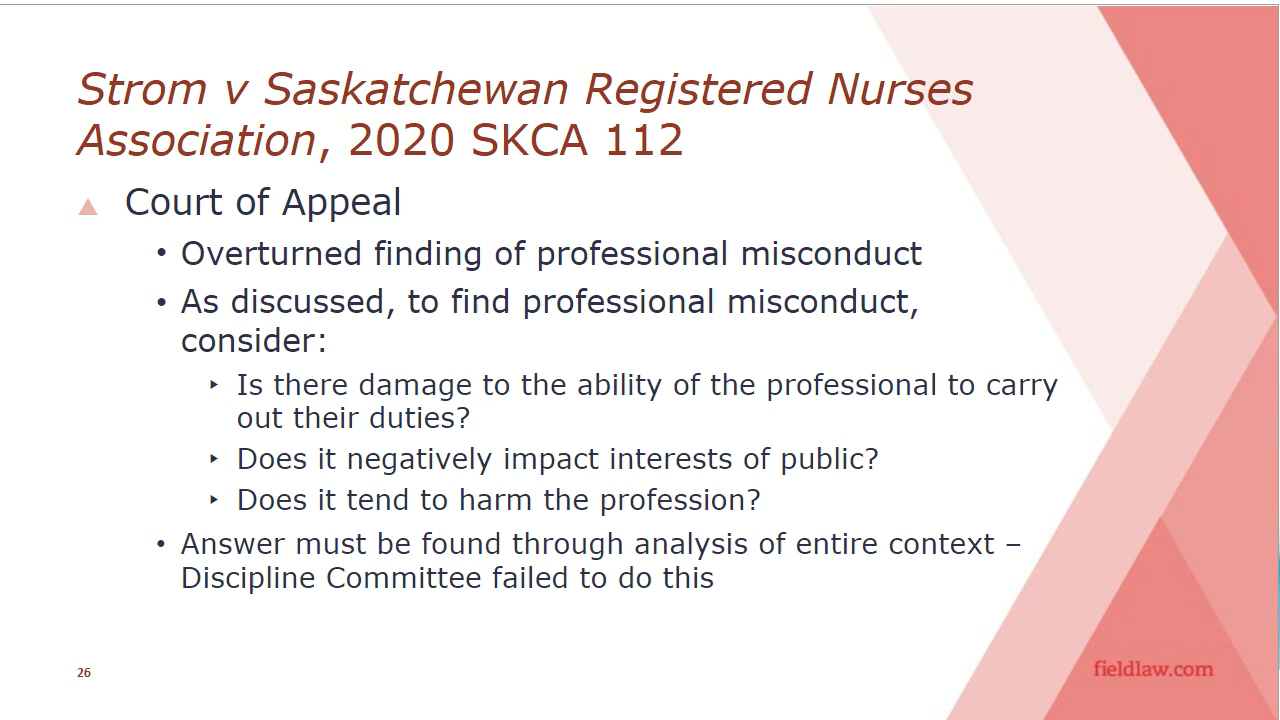 Strom v Saskatchewan Registered Nurses
Association, 2020 SKCA 112
Court of Appeal
• Overturned finding of professional misconduct
• As discussed, to find professional misconduct,
consider:
‣ Is there damage to the ability of the professional to carry
out their duties?
‣ Does it negatively impact interests of public?
‣ Does it tend to harm the profession?
• Answer must be found through analysis of entire context –
Discipline Committee failed to do this
26
fieldlaw.com